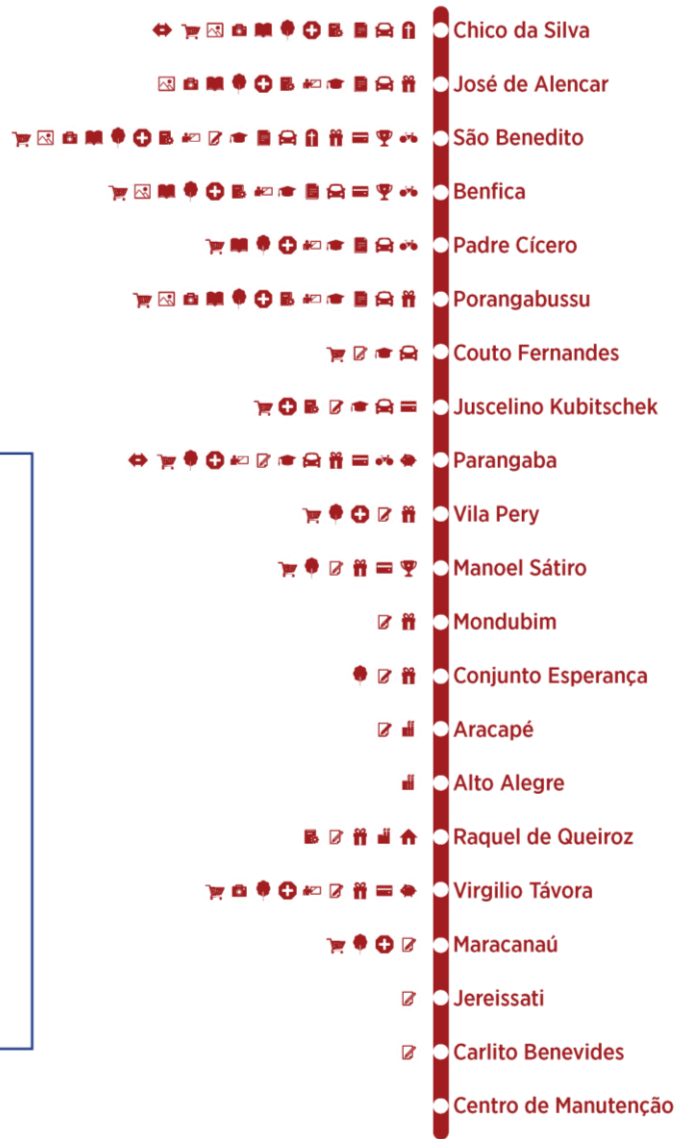 Chico da Silva
José de Alencar
São Benedito
Benfica
Padre Cícero
Porangabussu
Couto Fernandes
Juscelino Kubitschek
Parangaba
Vila Pery
Manoel Sátiro
Mondubim
Conjunto Esperança
Aracapé
Alto Alegre
Raquel de Queiroz
Virgilio Távora
Maracanaú
Jereissati
Carlito Benevides
Centro de Manutenção